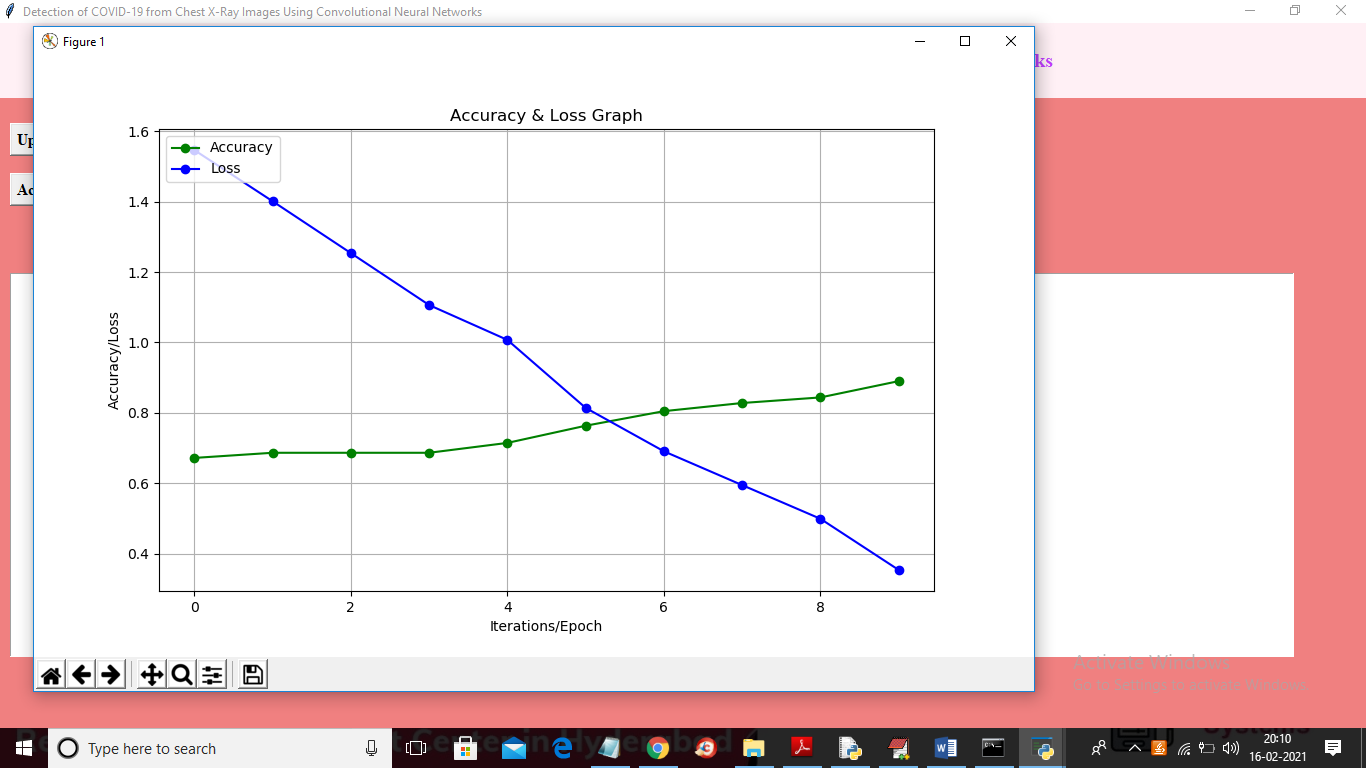 Detection of COVID-19 from Chest X-Ray Images Using Convolutional Neural Networks
Figure 1
ks
Accuracy & Loss Graph
Up
Ac
Accuracy
Loss
1.6
1.4
1.2
1.0
0.8
0.6
0.4
Accuracy/Loss
0 2 4 6 8
Iterations/Epoch
Activate Windows
Go to Settings to activate Windows.
Type here to search
20:10
16-02-2021